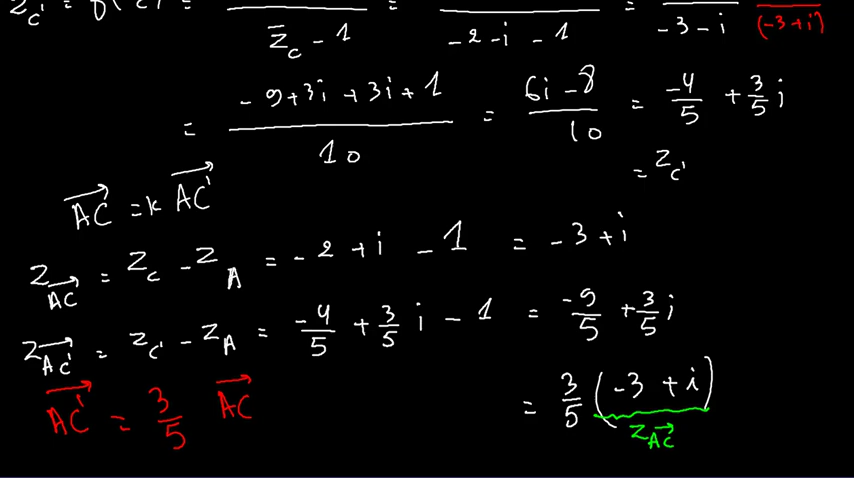 z_c' = f(c) = ―― / (z̄_c - 1) = ―― / (-2-i-1) = ―― / (-3-i) (-3+i)
= (-9+3i+3i+1) / 10 = (6i-8) / 10 = -4/5 + 3/5 i
= z_c'
AC⃗ = k AC'⃗
z_AC⃗ = z_c - z_A = -2+i-1 = -3+i
z_AC'⃗ = z_c' - z_A = -4/5 + 3/5 i - 1 = -9/5 + 3/5 i
= 3/5 (-3+i)
AC'⃗ = 3/5 AC⃗
z_AC⃗